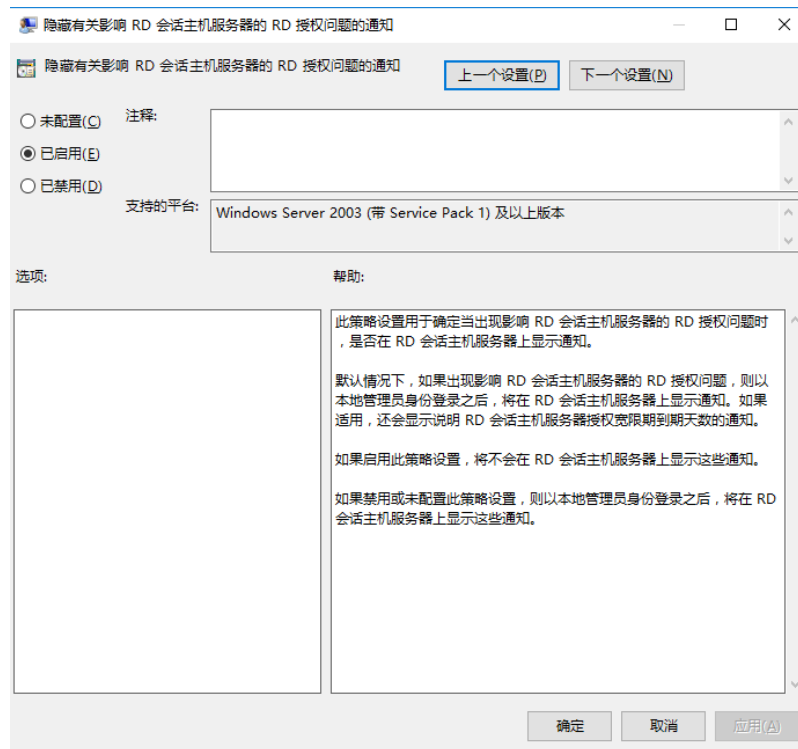 隐藏有关影响 RD 会话主机服务器的 RD 授权问题的通知
隐藏有关影响 RD 会话主机服务器的 RD 授权问题的通知
上一个设置(P)
下一个设置(N)
未配置(C)
注释:
已启用(E)
已禁用(D)
支持的平台:
Windows Server 2003 (带 Service Pack 1) 及以上版本
选项:
帮助:
此策略设置用于确定当出现影响 RD 会话主机服务器的 RD 授权问题时
，是否在 RD 会话主机服务器上显示通知。
默认情况下，如果出现影响 RD 会话主机服务器的 RD 授权问题，则以
本地管理员身份登录之后，将在 RD 会话主机服务器上显示通知。如果
适用，还会显示说明 RD 会话主机服务器授权宽限期到期天数的通知。
如果启用此策略设置，将不会在 RD 会话主机服务器上显示这些通知。
如果禁用或未配置此策略设置，则以本地管理员身份登录之后，将在 RD
会话主机服务器上显示这些通知。
确定
取消
应用(A)